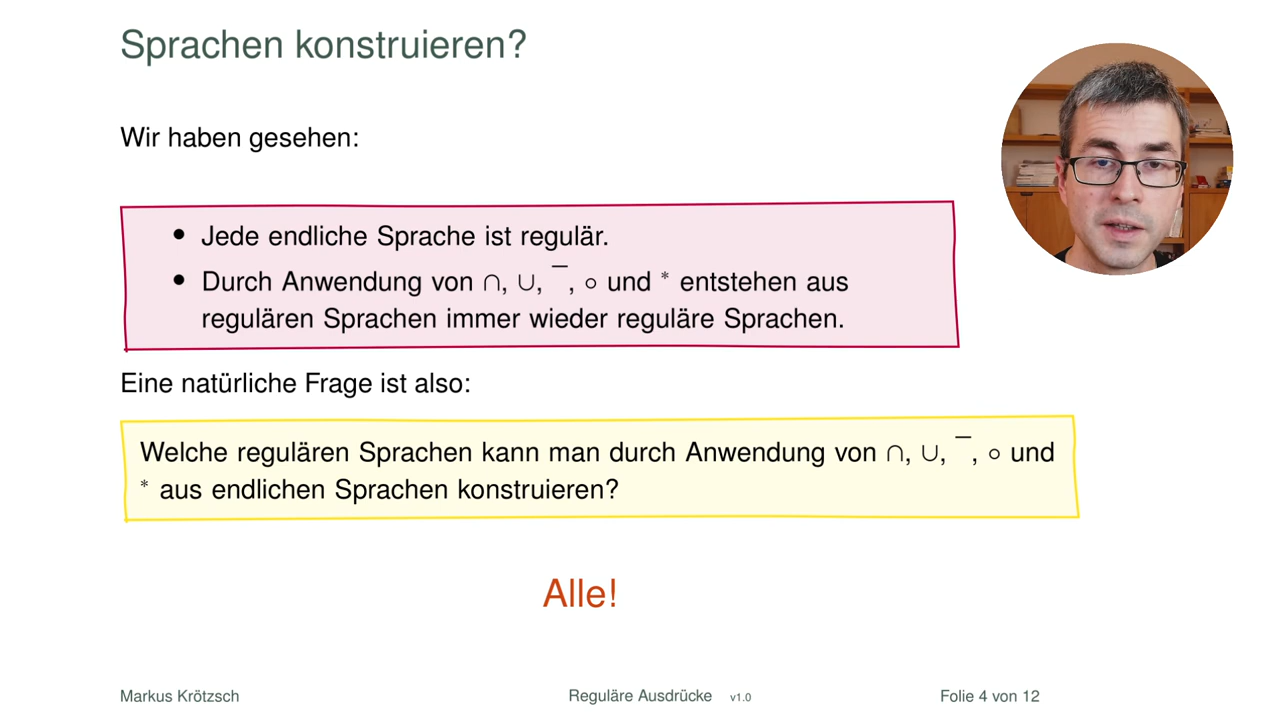 Sprachen konstruieren?
Wir haben gesehen:
• Jede endliche Sprache ist regulär.
• Durch Anwendung von ∩, ∪, ‾, ∘ und * entstehen aus
regulären Sprachen immer wieder reguläre Sprachen.
Eine natürliche Frage ist also:
Welche regulären Sprachen kann man durch Anwendung von ∩, ∪, ‾, ∘ und
* aus endlichen Sprachen konstruieren?
Alle!
Markus Krötzsch Reguläre Ausdrücke v1.0 Folie 4 von 12